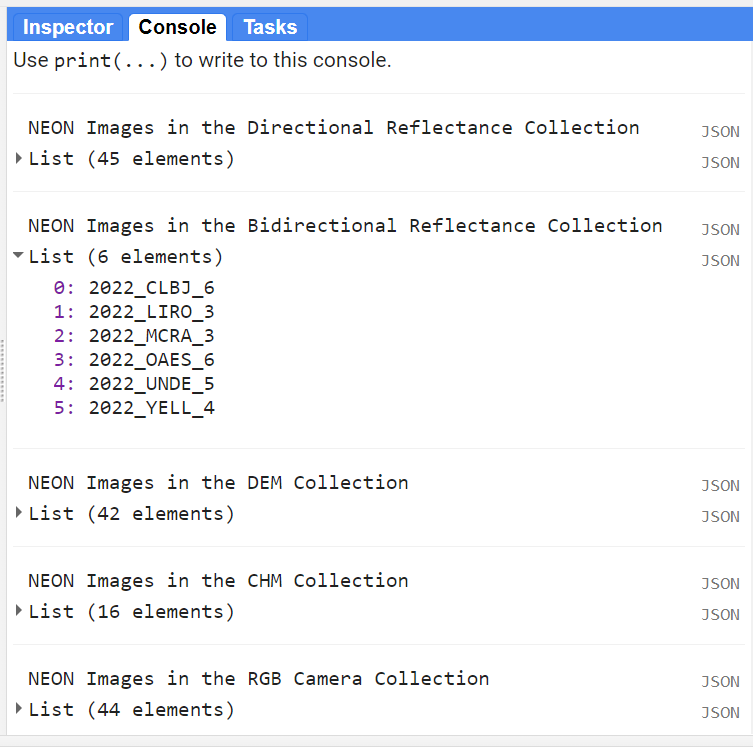 Inspector Console Tasks
Use print(...) to write to this console.
NEON Images in the Directional Reflectance Collection JSON
List (45 elements) JSON
NEON Images in the Bidirectional Reflectance Collection JSON
List (6 elements) JSON
0: 2022_CLBJ_6
1: 2022_LIRO_3
2: 2022_MCRA_3
3: 2022_OAES_6
4: 2022_UNDE_5
5: 2022_YELL_4
NEON Images in the DEM Collection JSON
List (42 elements) JSON
NEON Images in the CHM Collection JSON
List (16 elements) JSON
NEON Images in the RGB Camera Collection JSON
List (44 elements) JSON